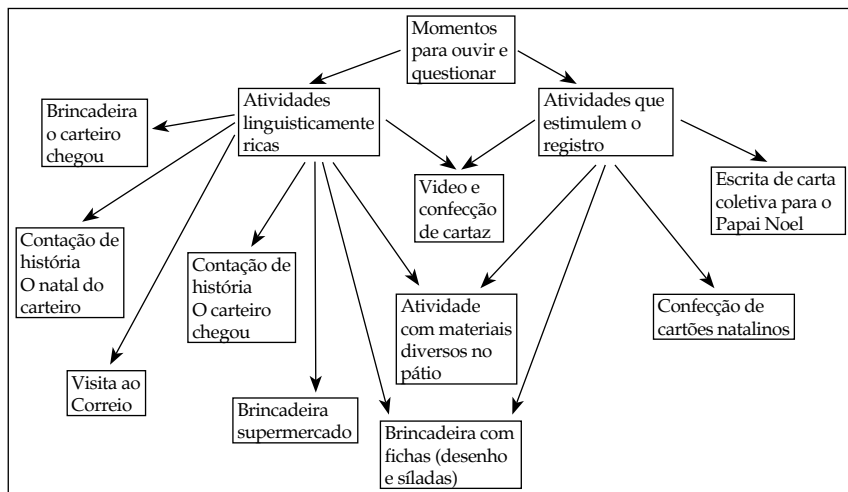 Momentos
para ouvir e
questionar
Atividades
linguisticamente
ricas
Atividades que
estimulem o
registro
Brincadeira
o carteiro
chegou
Video e
confecção
de cartaz
Escrita de carta
coletiva para o
Papai Noel
Contação de
história
O natal do
carteiro
Contação de
história
O carteiro
chegou
Atividade
com materiais
diversos no
pátio
Confecção de
cartões natalinos
Visita ao
Correio
Brincadeira
supermercado
Brincadeira com
fichas (desenho
e síladas)